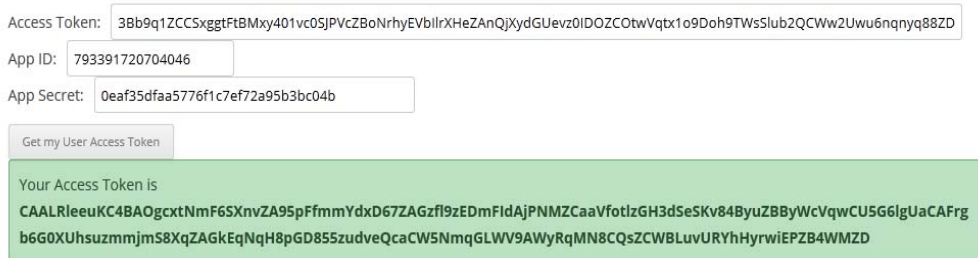 Access Token: 3Bb9q1ZCCSxggtFtBMxy401vc0SJPVcZBoNrhyEVbIlrXHeZAnQjXydGUevz0IDOZCOtwVqtx1o9Doh9TWsSlub2QCWw2Uwu6nqnyq88ZD
App ID: 793391720704046
App Secret: 0eaf35dfaa5776f1c7ef72a95b3bc04b
Get my User Access Token
Your Access Token is
CAALRleeuKC4BAOgcxtNmF6SXnvZA95pFfmmYdxD67ZAGzfl9zEDmFIdAjPNMZCaaVfotlzGH3dSeSKv84ByuZBByWcVqwCU5G6lgUaCAFrg
b6G0XUhsuzmmjmS8XqZAGkEqNqH8pGD855zudveQcaCW5NmqGLWV9AWyRqMN8CQsZCWBLuvURYhHyrwiEPZB4WMZD